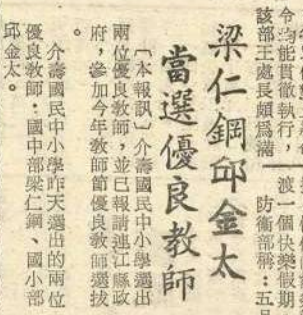 令均能貫徹執行，
該部王處長頗爲滿
渡一個快樂假期
防衛部稱：五月
梁仁鋼邱金太
當選優良教師
〔本報訊〕介壽國民中小學選出
兩位優良教師，並已報請連江縣政
府，參加今年教師節優良教師選拔
介壽國民中小學昨天選出的兩位
優良教師：國中部梁仁鋼、國小部
邱金太。